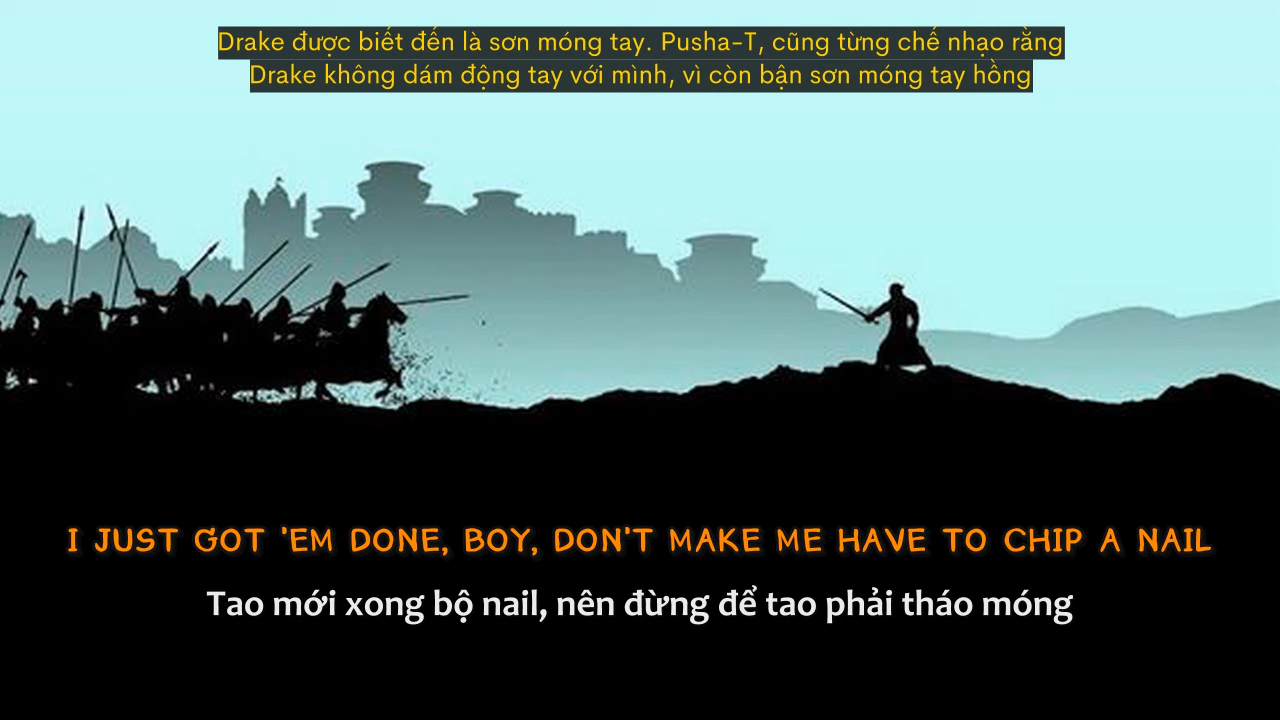 Drake được biết đến là sơn móng tay. Pusha-T, cũng từng chế nhạo rằng
Drake không dám động tay với mình, vì còn bận sơn móng tay hồng
I JUST GOT 'EM DONE, BOY, DON'T MAKE ME HAVE TO CHIP A NAIL
Tao mới xong bộ nail, nên đừng để tao phải tháo móng